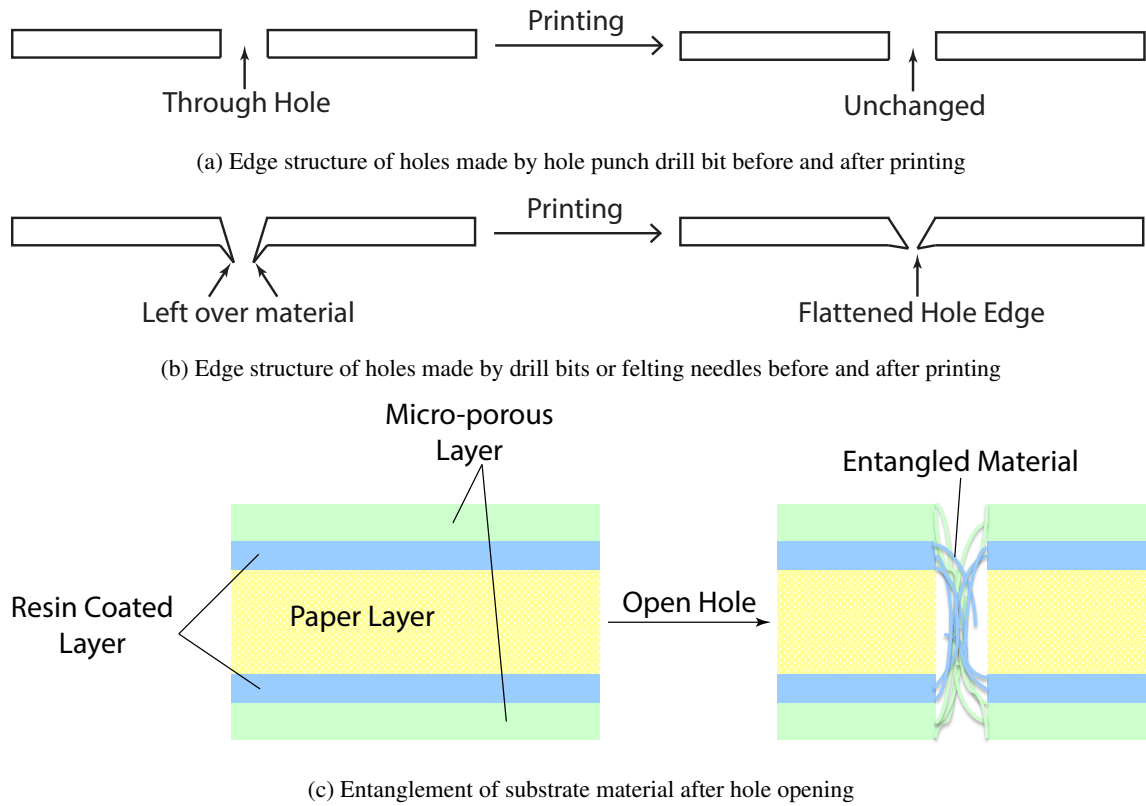 Printing
Through Hole
Unchanged
(a) Edge structure of holes made by hole punch drill bit before and after printing
Printing
Left over material
Flattened Hole Edge
(b) Edge structure of holes made by drill bits or felting needles before and after printing
Micro-porous
Layer
Entangled Material
Resin Coated
Layer
Paper Layer
Open Hole
(c) Entanglement of substrate material after hole opening